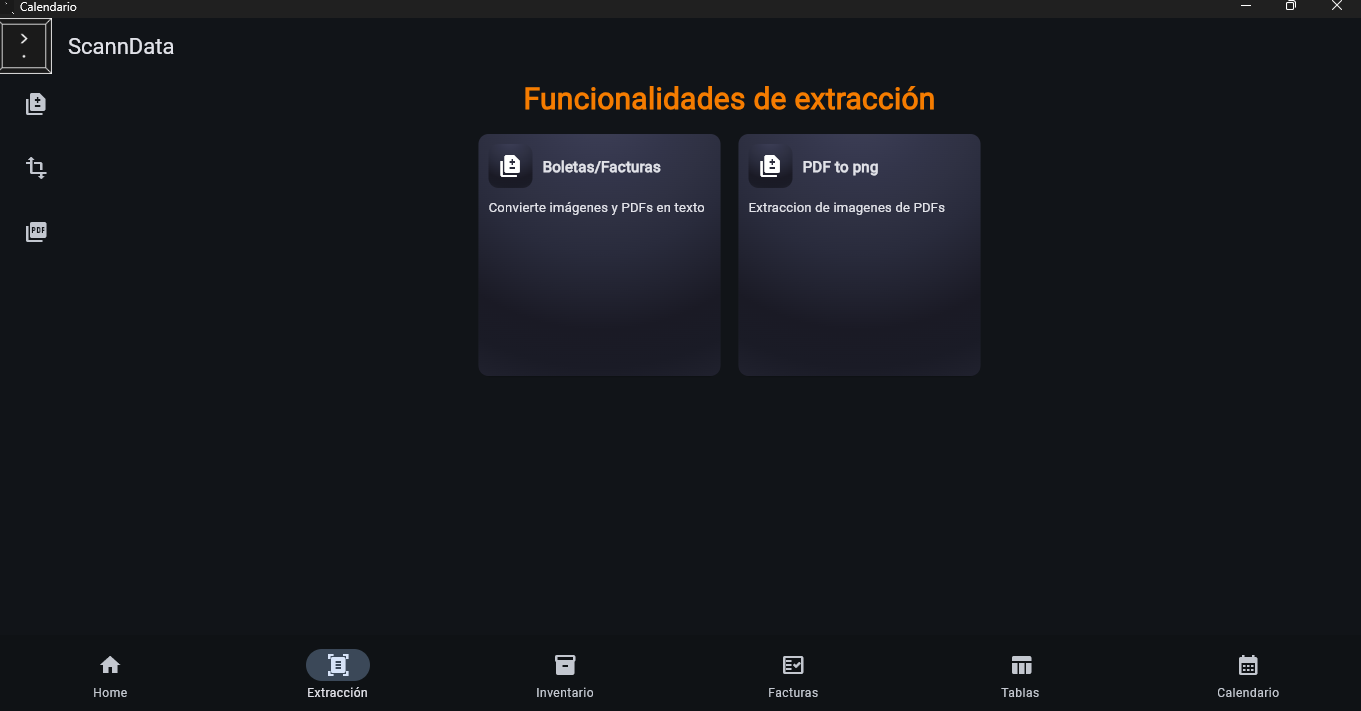 Calendario
ScannData
Funcionalidades de extracción
Boletas/Facturas
Convierte imágenes y PDFs en texto
PDF to png
Extraccion de imagenes de PDFs
PDF
Home
Extracción
Inventario
Facturas
Tablas
Calendario